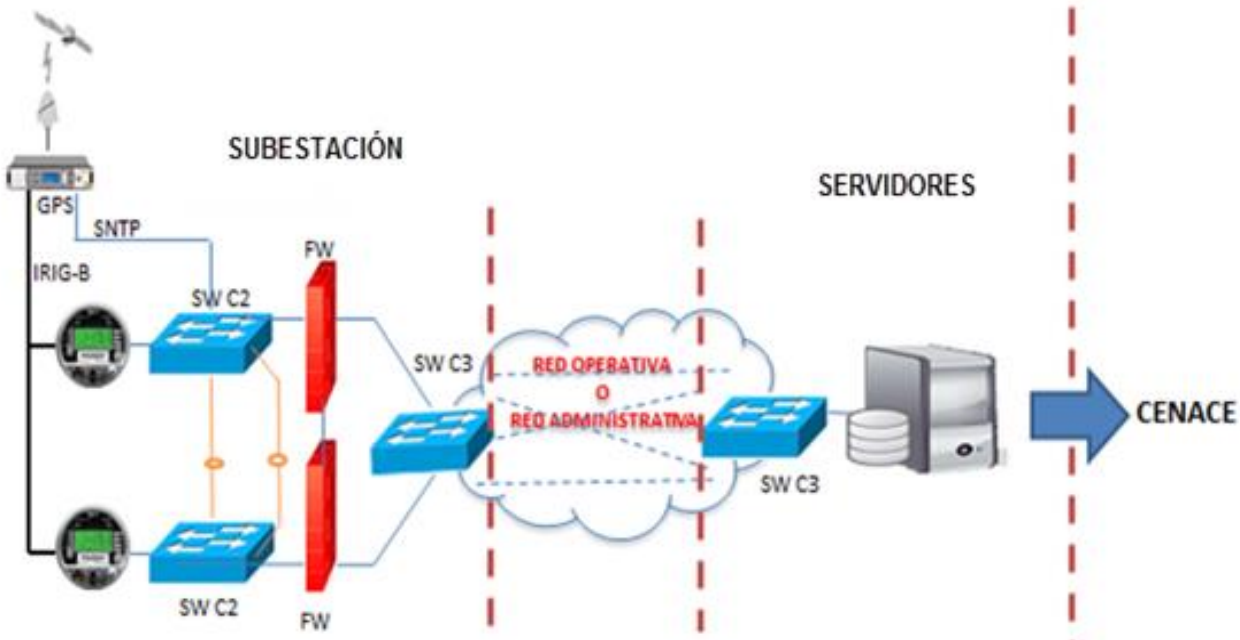 SUBESTACIÓN
SERVIDORES
GPS
SNTP
FW
IRIG-B
SW C2
SW C3
RED OPERATIVA
O
RED ADMINISTRATIVA
CENACE
SW C3
SW C2
FW